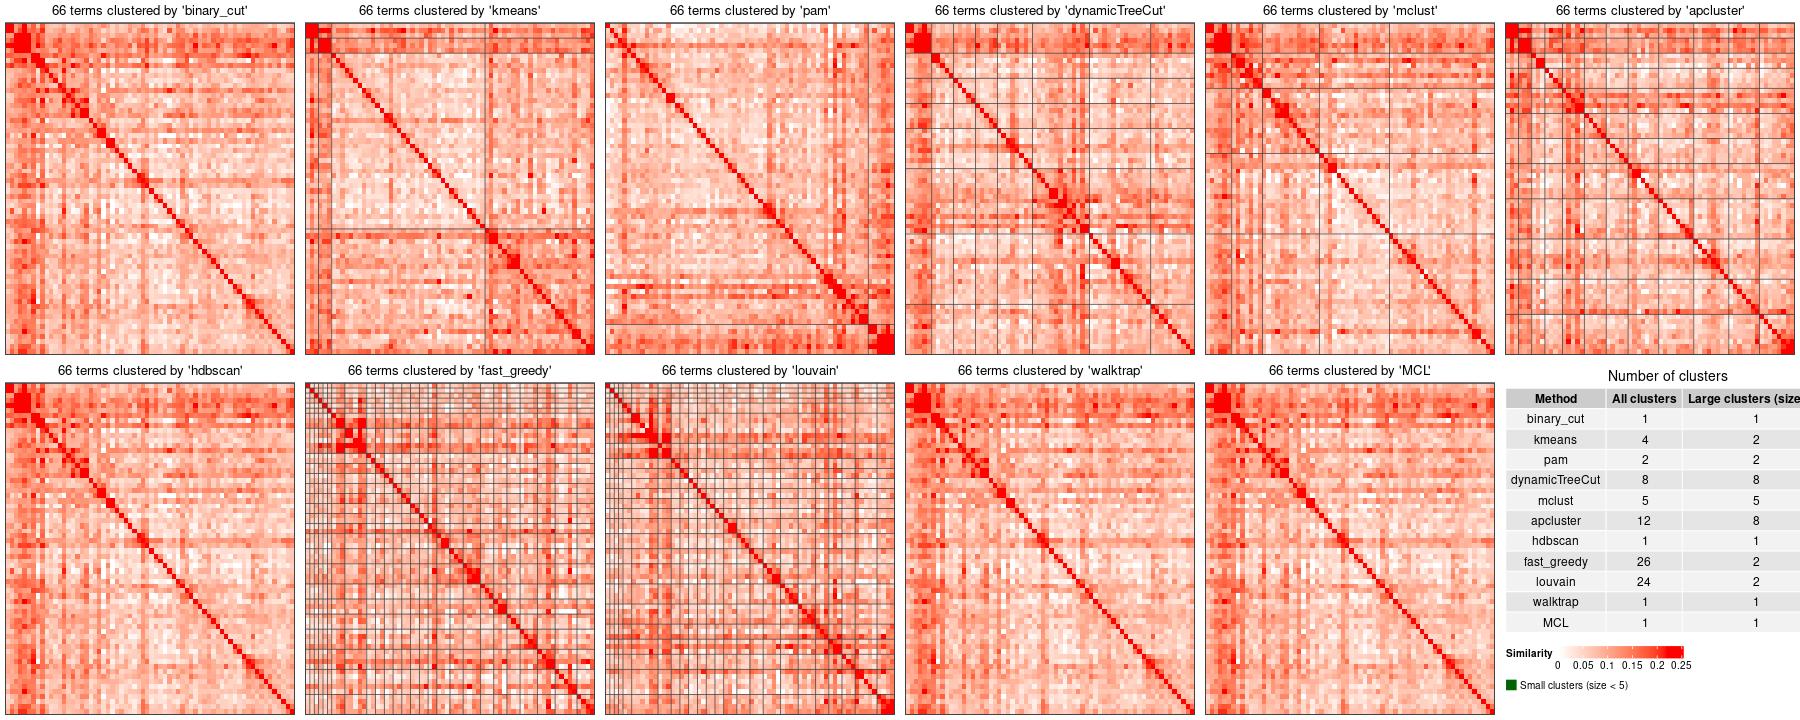 66 terms clustered by 'binary_cut'
66 terms clustered by 'kmeans'
66 terms clustered by 'pam'
66 terms clustered by 'dynamicTreeCut'
66 terms clustered by 'mclust'
66 terms clustered by 'apcluster'
66 terms clustered by 'hdbscan'
66 terms clustered by 'fast_greedy'
66 terms clustered by 'louvain'
66 terms clustered by 'walktrap'
66 terms clustered by 'MCL'
Number of clusters
Method All clusters Large clusters (size
binary_cut 1 1
kmeans 4 2
pam 2 2
dynamicTreeCut 8 8
mclust 5 5
apcluster 12 8
hdbscan 1 1
fast_greedy 26 2
louvain 24 2
walktrap 1 1
MCL 1 1
Similarity
0 0.05 0.1 0.15 0.2 0.25
Small clusters (size < 5)